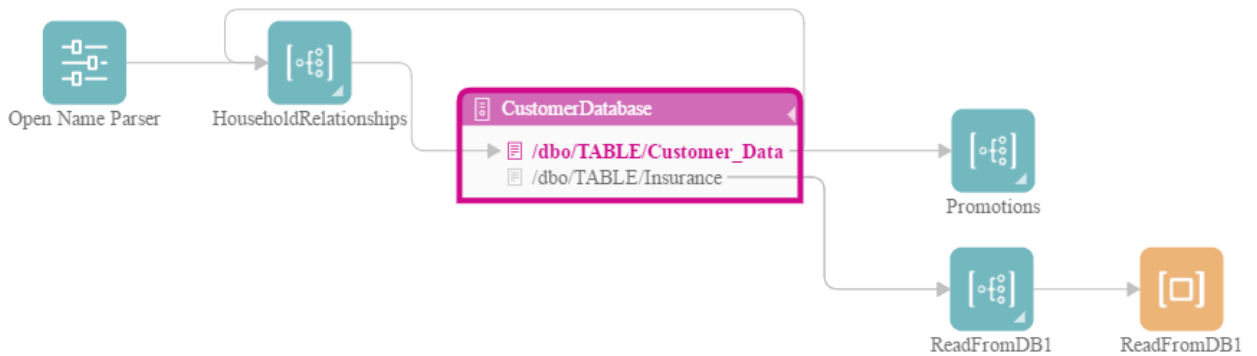 Open Name Parser
HouseholdRelationships
CustomerDatabase
/dbo/TABLE/Customer_Data
/dbo/TABLE/Insurance
Promotions
ReadFromDB1
ReadFromDB1